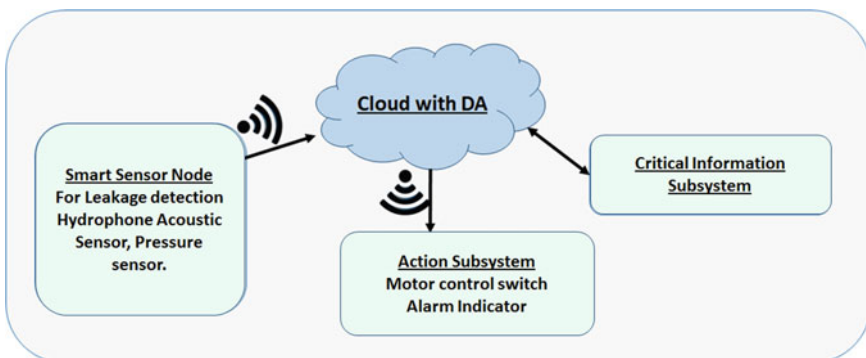 Cloud with DA
Smart Sensor Node
For Leakage detection
Hydrophone Acoustic
Sensor, Pressure
sensor.
Critical Information
Subsystem
Action Subsystem
Motor control switch
Alarm Indicator